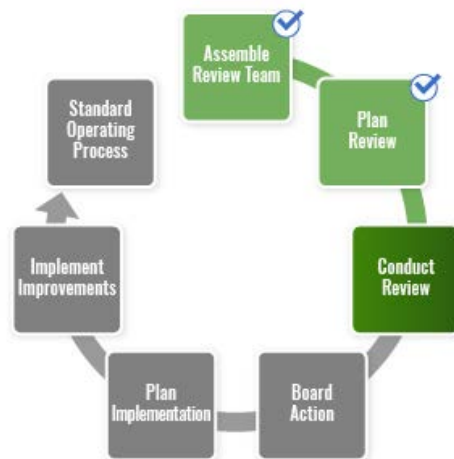 Assemble
Review Team
Plan
Review
Conduct
Review
Board
Action
Plan
Implementation
Implement
Improvements
Standard
Operating
Process